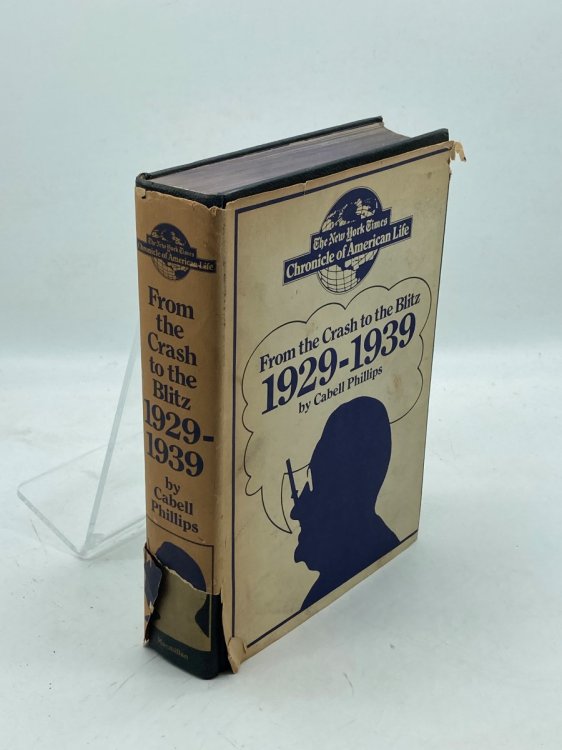 The New York Times
Chronicle of American Life
From
the
Crash
to the
Blitz
1929-
1939
by
Cabell
Phillips
Macmillan
The New York Times
Chronicle of American Life
From the Crash to the Blitz
1929-1939
by Cabell Phillips